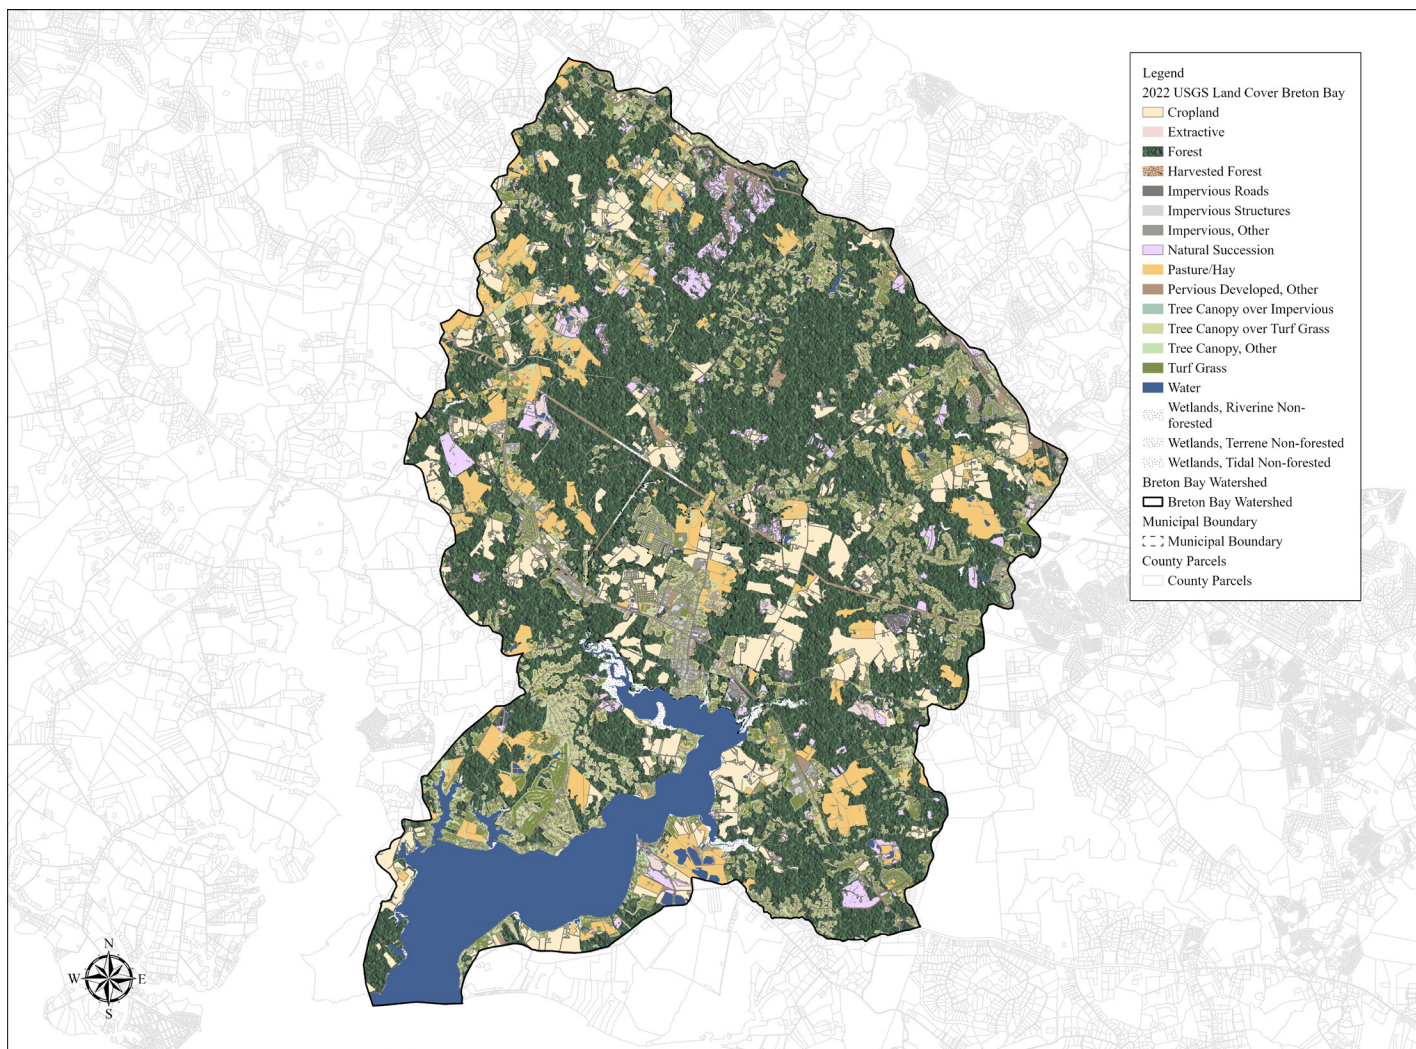 Legend
2022 USGS Land Cover Breton Bay
Cropland
Extractive
Forest
Harvested Forest
Impervious Roads
Impervious Structures
Impervious, Other
Natural Succession
Pasture/Hay
Pervious Developed, Other
Tree Canopy over Impervious
Tree Canopy over Turf Grass
Tree Canopy, Other
Turf Grass
Water
Wetlands, Riverine Non-
forested
Wetlands, Terrene Non-forested
Wetlands, Tidal Non-forested
Breton Bay Watershed
Breton Bay Watershed
Municipal Boundary
Municipal Boundary
County Parcels
County Parcels
N
W E
S